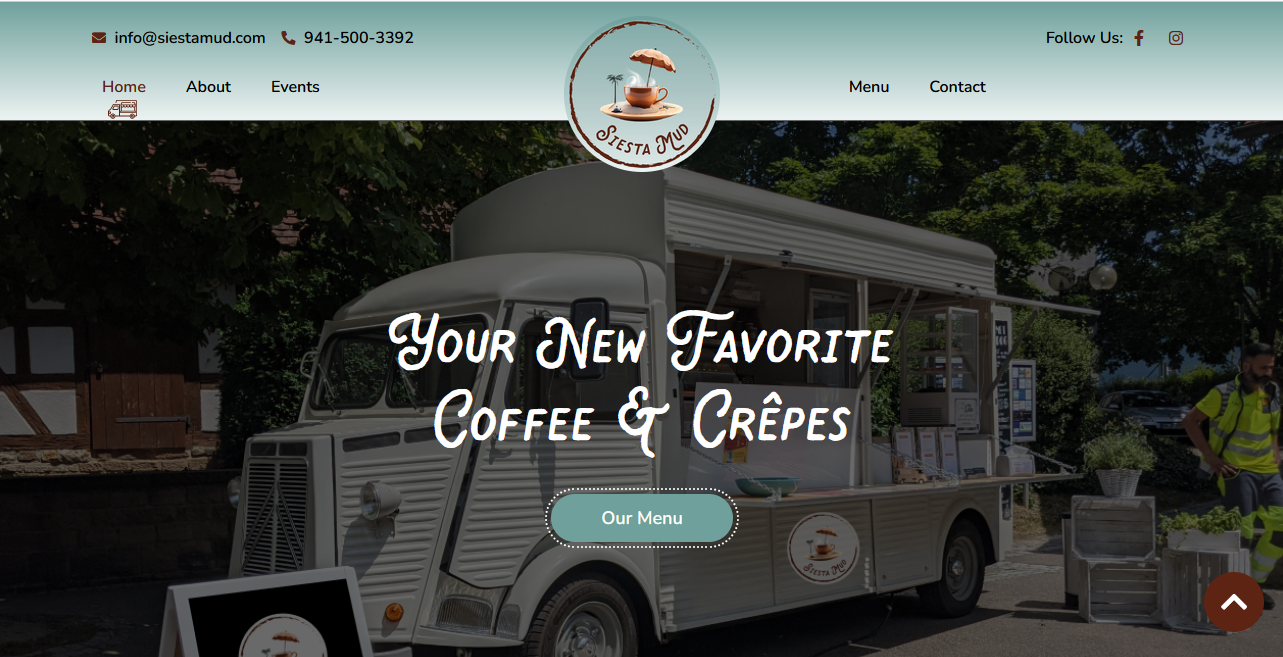 info@siestamud.com 941-500-3392 Follow Us:
Home About Events Menu Contact
Siesta Mud
Your New Favorite
Coffee & Crêpes
Our Menu
Siesta Mud